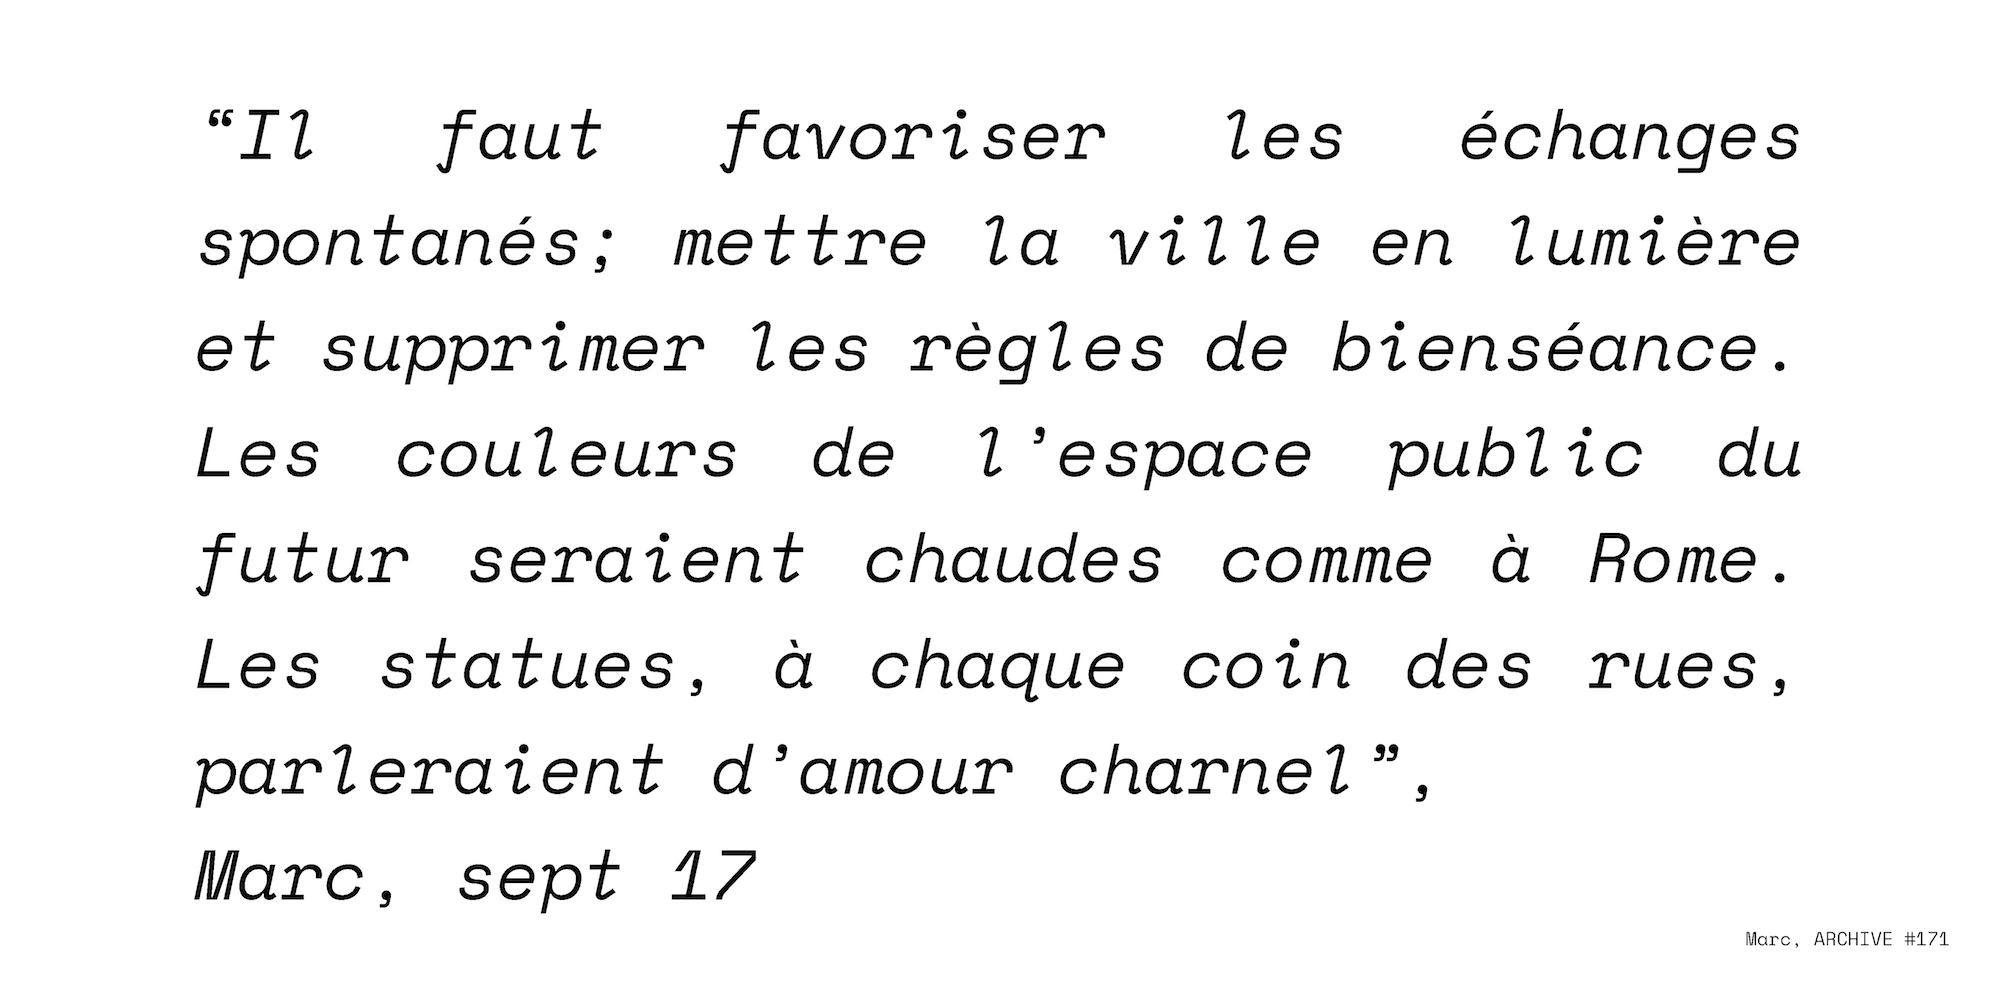 “Il faut favoriser les échanges
spontanés; mettre la ville en lumière
et supprimer les règles de bienséance.
Les couleurs de l’espace public du
futur seraient chaudes comme à Rome.
Les statues, à chaque coin des rues,
parleraient d’amour charnel”,
Marc, sept 17
Marc, ARCHIVE #171